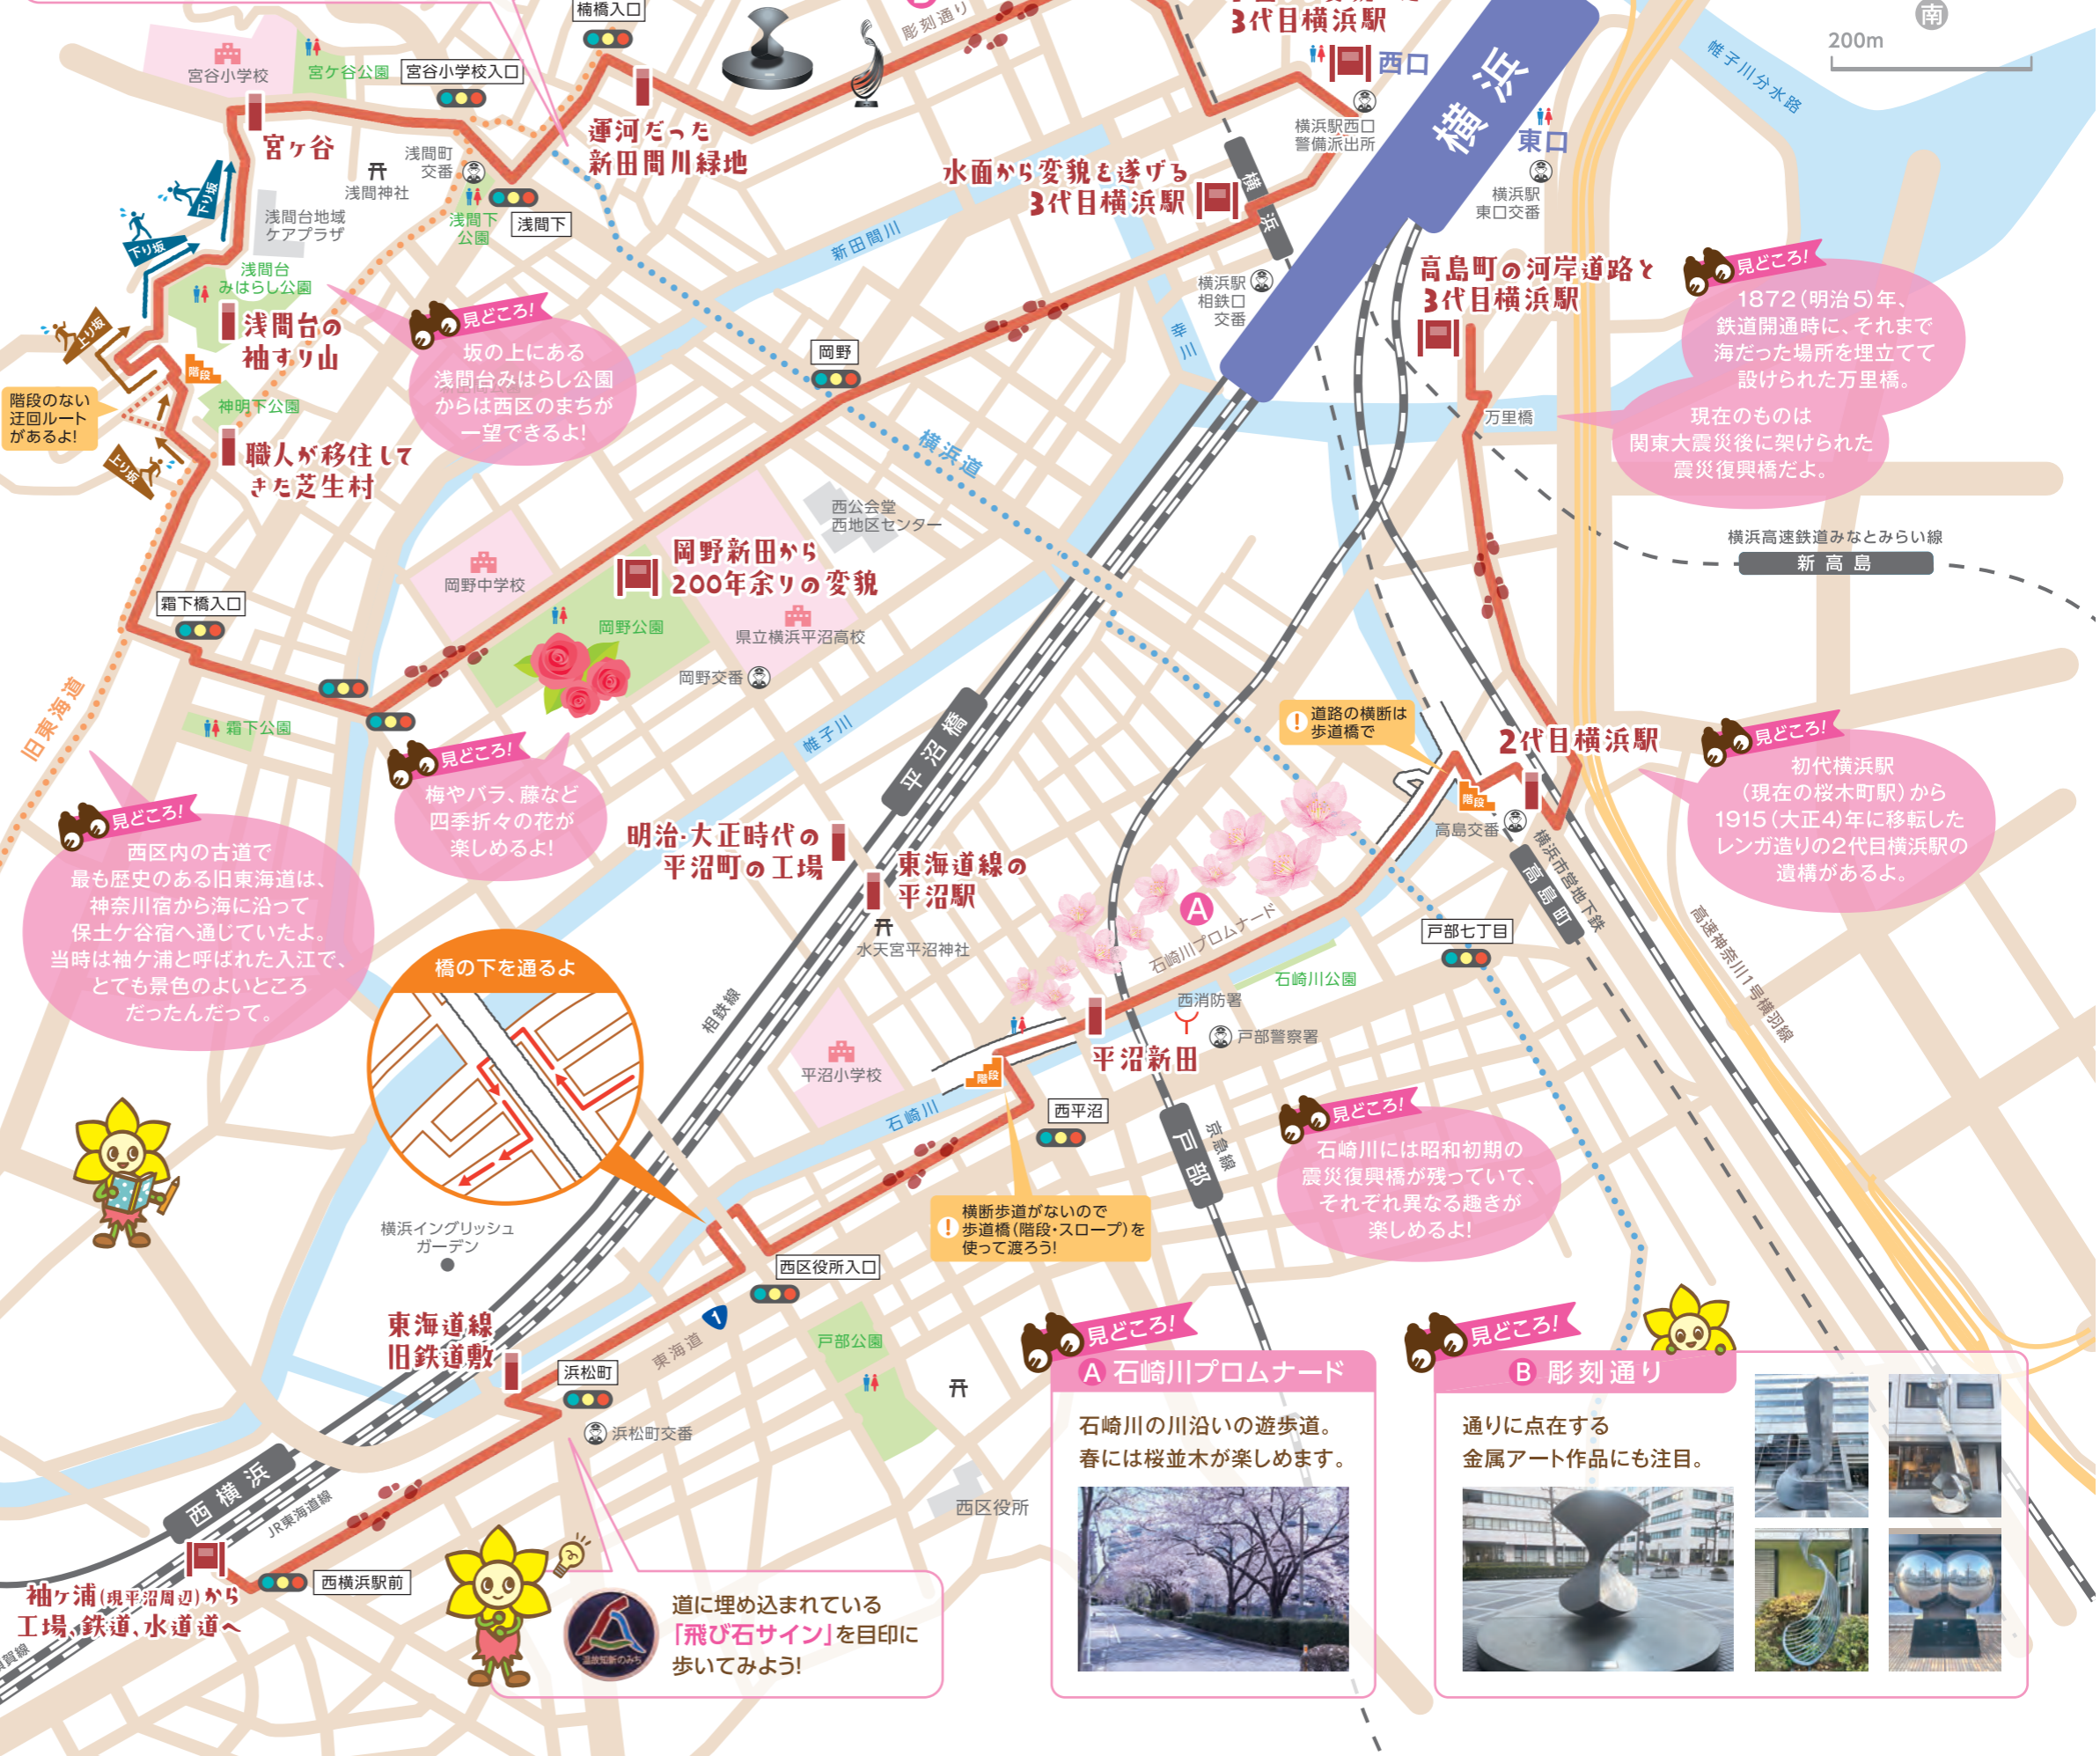 楠橋入口
彫刻通り
3代目横浜駅
西口
横浜
南
200m
帷子川分水路
宮谷小学校
宮ケ谷公園
宮谷小学校入口
宮ヶ谷
浅間町
交番
浅間神社
浅間下
公園
浅間下
運河だった
新田間川緑地
横浜駅西口
警備派出所
東口
横浜駅
東口交番
水面から変貌を遂げる
3代目横浜駅
横浜
下り坂
下り坂
浅間台地域
ケアプラザ
浅間台
みはらし公園
浅間台の
袖すり山
上り坂
階段
階段のない
迂回ルート
があるよ!
神明下公園
職人が移住して
きた芝生村
上り坂
見どころ!
坂の上にある
浅間台みはらし公園
からは西区のまちが
一望できるよ!
新田間川
岡野
横浜道
横浜駅
相鉄口
交番
幸川
高島町の河岸道路と
3代目横浜駅
万里橋
見どころ!
1872(明治5)年、
鉄道開通時に、それまで
海だった場所を埋立てて
設けられた万里橋。
現在のものは
関東大震災後に架けられた
震災復興橋だよ。
横浜高速鉄道みなとみらい線
新高島
西公会堂
西地区センター
岡野中学校
岡野新田から
200年余りの変貌
岡野公園
県立横浜平沼高校
岡野交番
霜下橋入口
旧東海道
霜下公園
見どころ!
梅やバラ、藤など
四季折々の花が
楽しめるよ!
帷子川
平沼橋
見どころ!
西区内の古道で
最も歴史のある旧東海道は、
神奈川宿から海に沿って
保土ケ谷宿へ通じていたよ。
当時は袖ケ浦と呼ばれた入江で、
とても景色のよいところ
だったんだって。
明治・大正時代の
平沼町の工場
東海道線の
平沼駅
水天宮平沼神社
道路の横断は
歩道橋で
2代目横浜駅
階段
高島交番
横浜市営地下鉄
高島町
見どころ!
初代横浜駅
(現在の桜木町駅)から
1915(大正4)年に移転した
レンガ造りの2代目横浜駅の
遺構があるよ。
高速神奈川1号横羽線
A
石崎川プロムナード
戸部七丁目
石崎川公園
西消防署
戸部警察署
平沼新田
橋の下を通るよ
相鉄線
平沼小学校
階段
石崎川
西平沼
戸部
京急線
見どころ!
石崎川には昭和初期の
震災復興橋が残っていて、
それぞれ異なる趣きが
楽しめるよ!
横断歩道がないので
歩道橋(階段・スロープ)を
使って渡ろう!
横浜イングリッシュ
ガーデン
西区役所入口
1
東海道
戸部公園
東海道線
旧鉄道敷
浜松町
浜松町交番
西横浜
JR東海道線
西横浜駅前
袖ヶ浦(現平沼周辺)から
工場、鉄道、水道道へ
西区役所
温故知新のみち
道に埋め込まれている
「飛び石サイン」を目印に
歩いてみよう!
見どころ!
A 石崎川プロムナード
石崎川の川沿いの遊歩道。
春には桜並木が楽しめます。
見どころ!
B 彫刻通り
通りに点在する
金属アート作品にも注目。